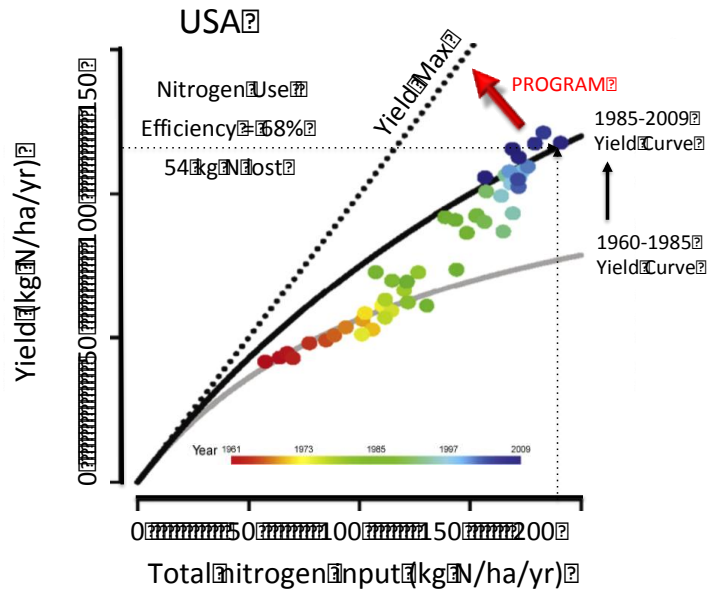 USA
Nitrogen Use
Efficiency = 68%
54 kg N lost
Yield Max
PROGRAM
1985-2009
Yield Curve
1960-1985
Yield Curve
Yield (kg N/ha/yr)
0 50 100 150
Year 1961 1973 1985 1997 2009
0 50 100 150 200
Total nitrogen input (kg N/ha/yr)